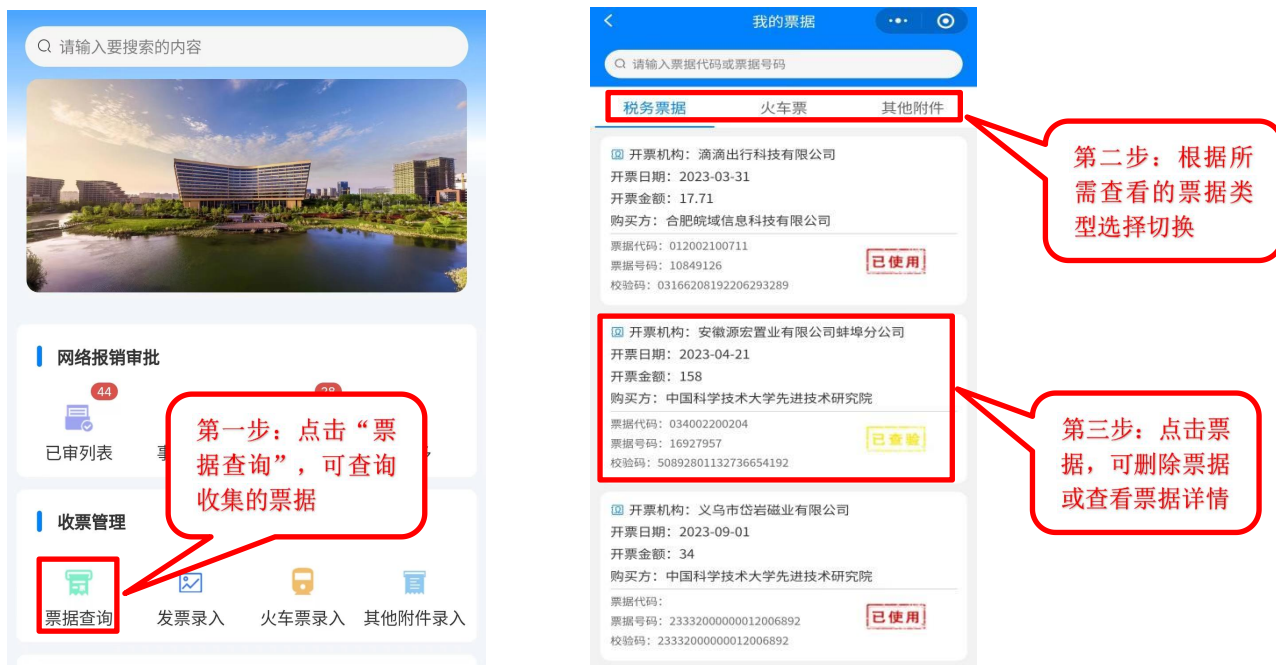 请输入要搜索的内容
网络报销审批
44
28
已审列表
第一步：点击“票
据查询”，可查询
收集的票据
收票管理
票据查询
发票录入
火车票录入
其他附件录入
我的票据
请输入票据代码或票据号码
税务票据
火车票
其他附件
开票机构：滴滴出行科技有限公司
开票日期：2023-03-31
开票金额：17.71
购买方：合肥皖域信息科技有限公司
票据代码：012002100711
票据号码：10849126
校验码：03166208192206293289
已使用
开票机构：安徽源宏置业有限公司蚌埠分公司
开票日期：2023-04-21
开票金额：158
购买方：中国科学技术大学先进技术研究院
票据代码：034002200204
票据号码：16927957
校验码：50892801132736654192
已查验
开票机构：义乌市岱岩磁业有限公司
开票日期：2023-09-01
开票金额：34
购买方：中国科学技术大学先进技术研究院
票据代码：
票据号码：23332000000012006892
校验码：23332000000012006892
已使用
第二步：根据所
需查看的票据类
型选择切换
第三步：点击票
据，可删除票据
或查看票据详情